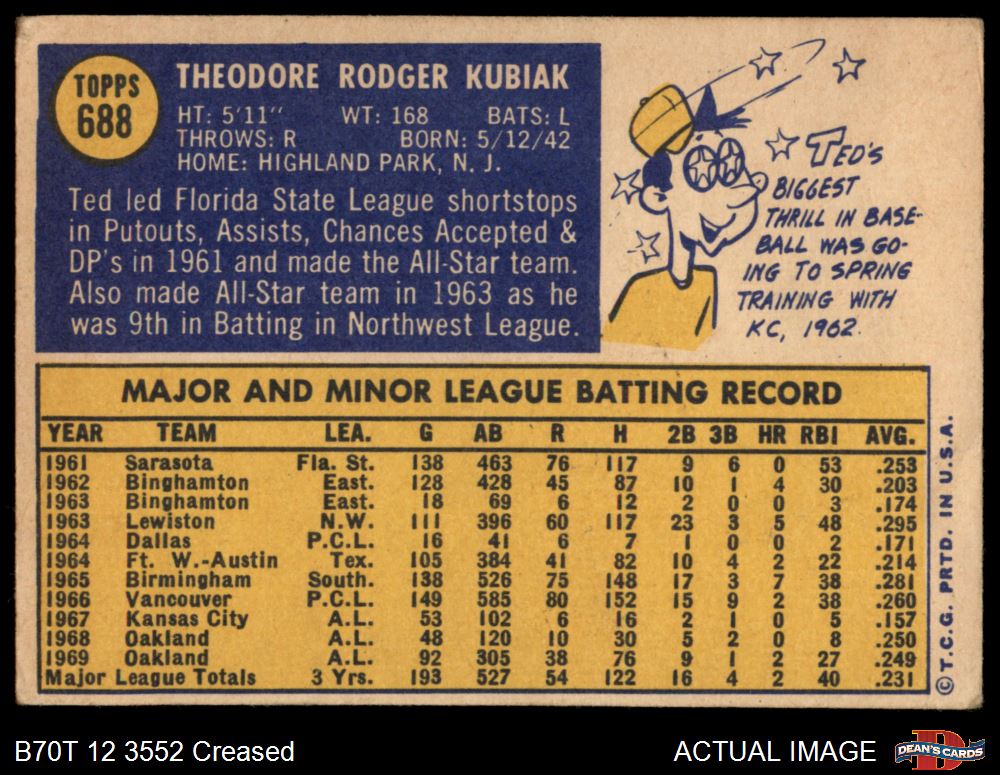 TOPPS
688
THEODORE RODGER KUBIAK
HT: 5'11" WT: 168 BATS: L
THROWS: R BORN: 5/12/42
HOME: HIGHLAND PARK, N. J.
Ted led Florida State League shortstops
in Putouts, Assists, Chances Accepted &
DP's in 1961 and made the All-Star team.
Also made All-Star team in 1963 as he
was 9th in Batting in Northwest League.
TED'S
BIGGEST
THRILL IN BASE-
BALL WAS GO-
ING TO SPRING
TRAINING WITH
KC, 1962.
MAJOR AND MINOR LEAGUE BATTING RECORD
YEAR TEAM LEA. G AB R H 2B 3B HR RBI AVG.
1961 Sarasota Fla. St. 138 463 76 117 9 6 0 53 .253
1962 Binghamton East. 128 428 45 87 10 1 4 30 .203
1963 Binghamton East. 18 69 6 12 2 0 0 3 .174
1963 Lewiston N.W. 111 396 60 117 23 3 5 48 .295
1964 Dallas P.C.L. 16 41 6 7 1 0 0 2 .171
1964 Ft. W.-Austin Tex. 105 384 41 82 10 4 2 22 .214
1965 Birmingham South. 138 526 75 148 17 3 7 38 .281
1966 Vancouver P.C.L. 149 585 80 152 15 9 2 38 .260
1967 Kansas City A.L. 53 102 6 16 2 1 0 5 .157
1968 Oakland A.L. 48 120 10 30 5 2 0 8 .250
1969 Oakland A.L. 92 305 38 76 9 1 2 27 .249
Major League Totals 3 Yrs. 193 527 54 122 16 4 2 40 .231
© T.C.G. PRTD. IN U.S.A.
B70T 12 3552 Creased
ACTUAL IMAGE
DEAN'S CARDS